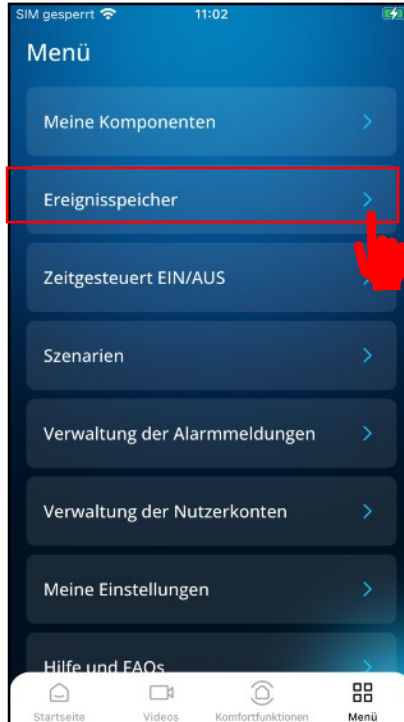 SIM gesperrt 11:02
Menü
Meine Komponenten
Ereignisspeicher
Zeitgesteuert EIN/AUS
Szenarien
Verwaltung der Alarmmeldungen
Verwaltung der Nutzerkonten
Meine Einstellungen
Hilfe und FAQs
Startseite Videos Komfortfunktionen Menü